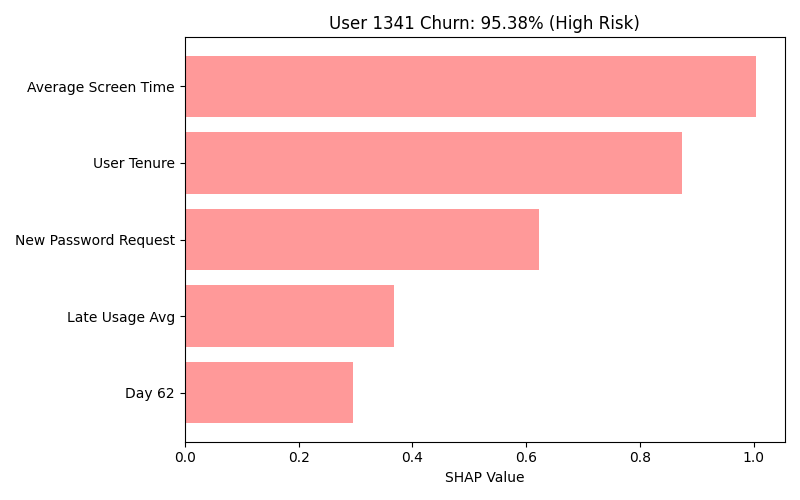 User 1341 Churn: 95.38% (High Risk)
Average Screen Time
User Tenure
New Password Request
Late Usage Avg
Day 62
0.0 0.2 0.4 0.6 0.8 1.0
SHAP Value